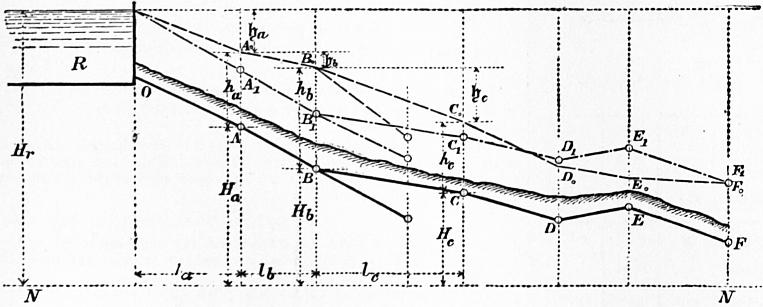 R
O
H_r
y_a
A_0
y_b
B_0
h_a
A_1
h_b
y_c
B_1
C_0
A
C_1
h_c
D_1
E_1
D_0
E_0
F_1
F_0
B
H_a
H_b
C
H_c
D
E
F
l_a
l_b
l_c
N
N